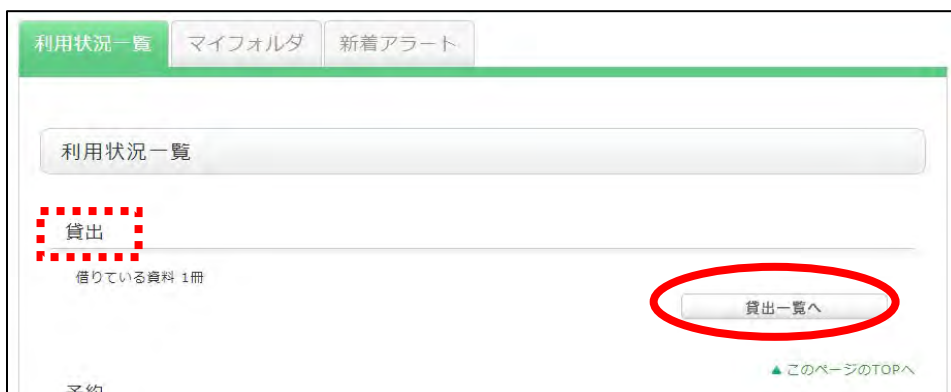 利用状況一覧 マイフォルダ 新着アラート
利用状況一覧
貸出
借りている資料 1冊
貸出一覧へ
▲このページのTOPへ
予約